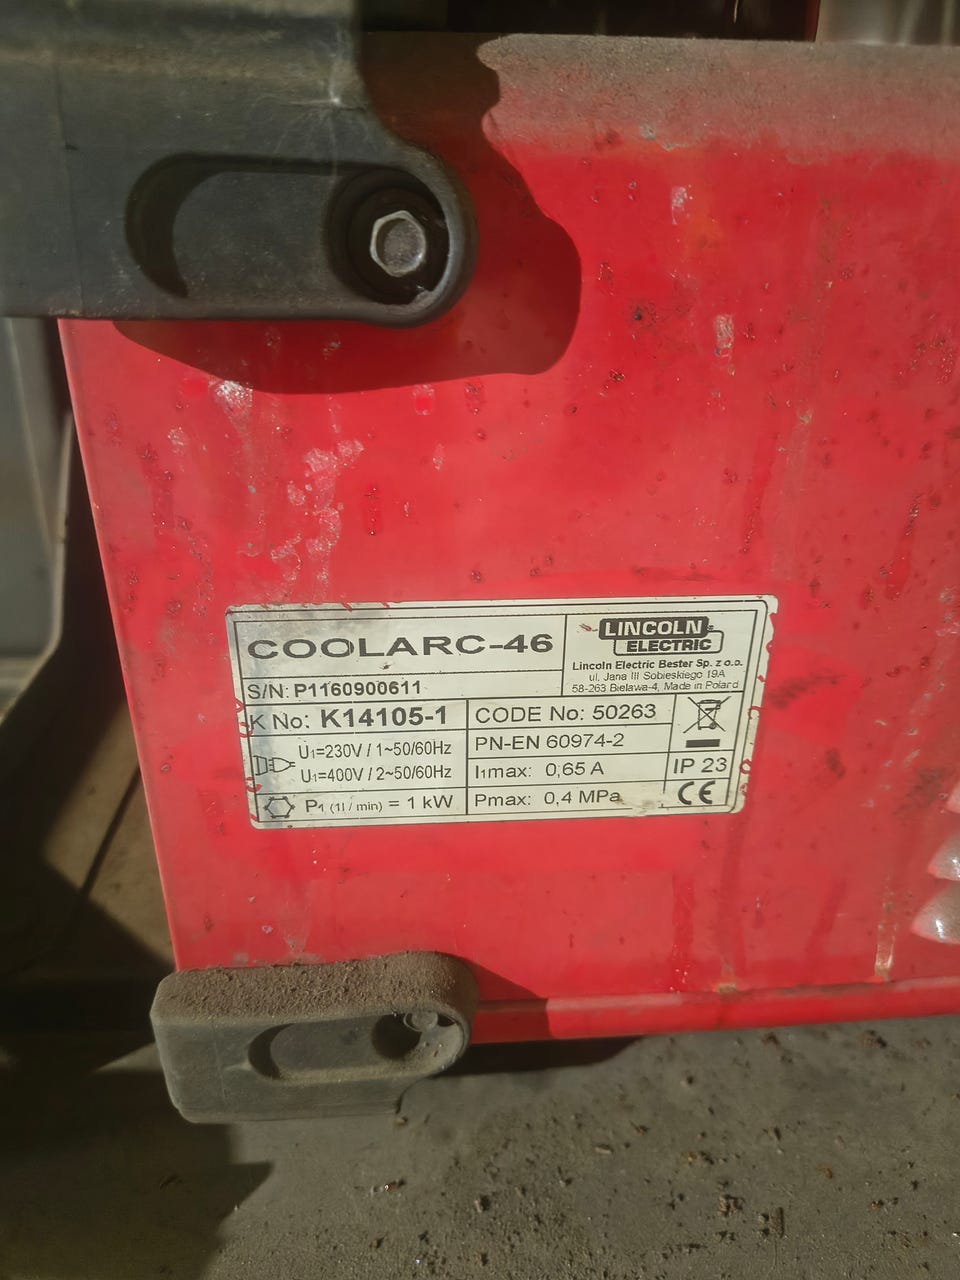 COOLARC-46
LINCOLN
ELECTRIC
Lincoln Electric Bester Sp. z o.o.
ul. Jana III Sobieskiego 19A
58-263 Bielawa-4, Made in Poland
S/N: P1160900611
K No: K14105-1
CODE No: 50263
U1=230V / 1~50/60Hz
U1=400V / 2~50/60Hz
PN-EN 60974-2
I1max: 0,65 A
IP 23
P1 (1l / min) = 1 kW
Pmax: 0,4 MPa
CE